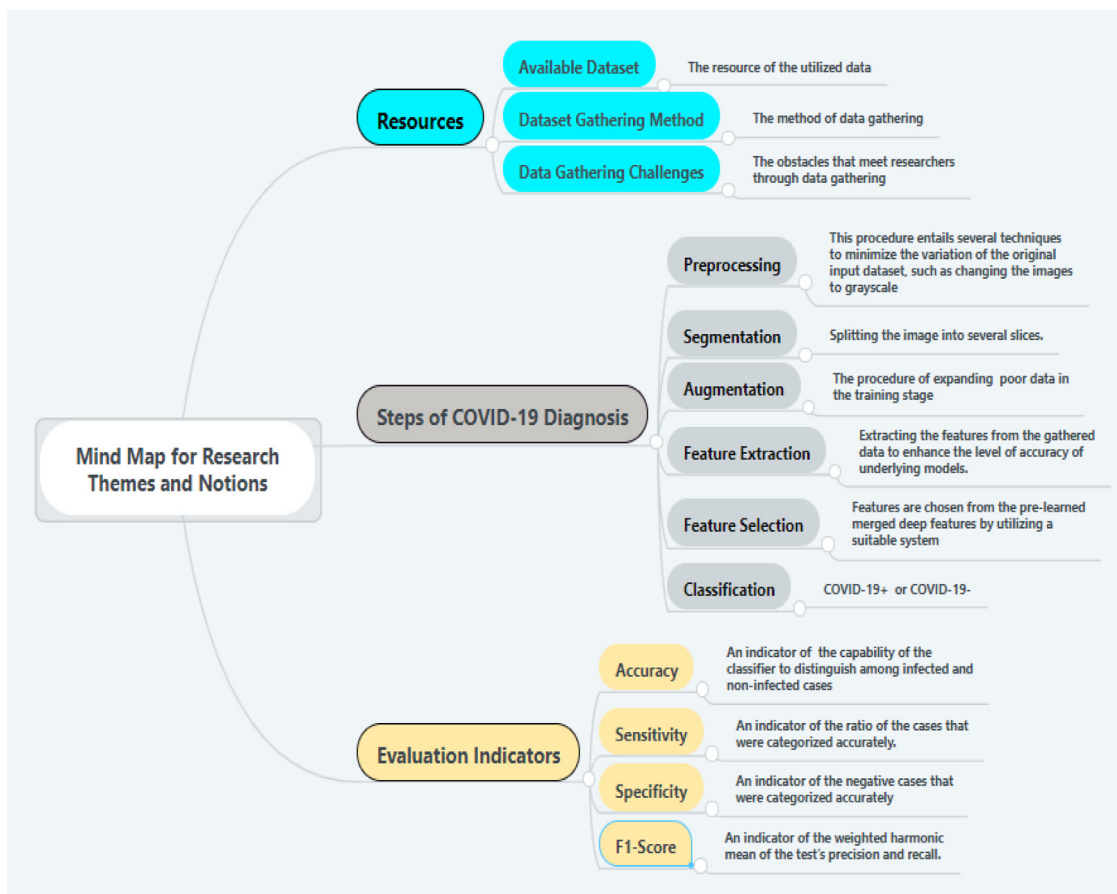 Mind Map for Research
Themes and Notions
Resources
Available Dataset
The resource of the utilized data
Dataset Gathering Method
The method of data gathering
Data Gathering Challenges
The obstacles that meet researchers
through data gathering
Steps of COVID-19 Diagnosis
Preprocessing
This procedure entails several techniques
to minimize the variation of the original
input dataset, such as changing the images
to grayscale
Segmentation
Splitting the image into several slices.
Augmentation
The procedure of expanding poor data in
the training stage
Feature Extraction
Extracting the features from the gathered
data to enhance the level of accuracy of
underlying models.
Feature Selection
Features are chosen from the pre-learned
merged deep features by utilizing a
suitable system
Classification
COVID-19+ or COVID-19-
Evaluation Indicators
Accuracy
An indicator of the capability of the
classifier to distinguish among infected and
non-infected cases
Sensitivity
An indicator of the ratio of the cases that
were categorized accurately.
Specificity
An indicator of the negative cases that
were categorized accurately
F1-Score
An indicator of the weighted harmonic
mean of the test's precision and recall.